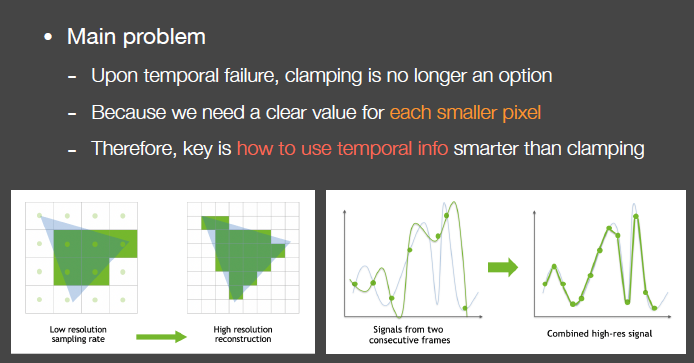 • Main problem
- Upon temporal failure, clamping is no longer an option
- Because we need a clear value for each smaller pixel
- Therefore, key is how to use temporal info smarter than clamping
Low resolution
sampling rate
High resolution
reconstruction
Signals from two
consecutive frames
Combined high-res signal